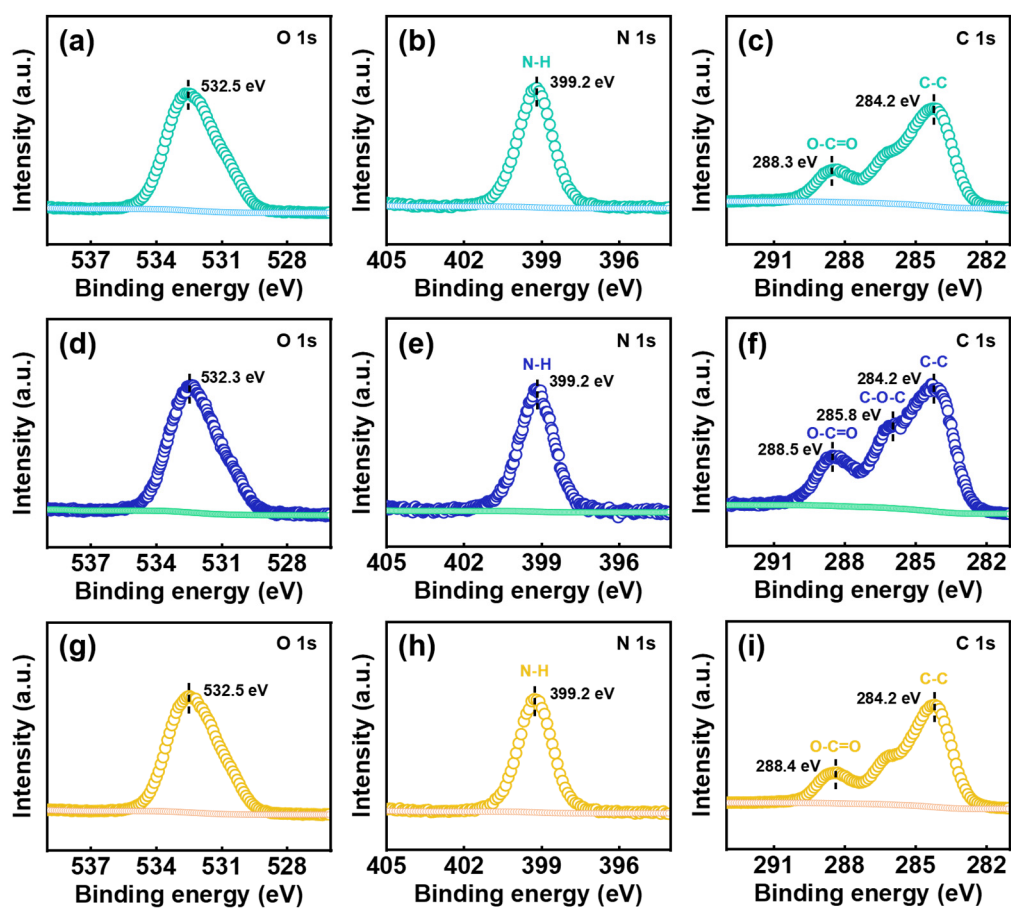 (a)
O 1s
532.5 eV
Intensity (a.u.)
537 534 531 528
Binding energy (eV)
(b)
N 1s
N-H
399.2 eV
Intensity (a.u.)
405 402 399 396
Binding energy (eV)
(c)
C 1s
C-C
284.2 eV
O-C=O
288.3 eV
Intensity (a.u.)
291 288 285 282
Binding energy (eV)
(d)
O 1s
532.3 eV
Intensity (a.u.)
537 534 531 528
Binding energy (eV)
(e)
N 1s
N-H
399.2 eV
Intensity (a.u.)
405 402 399 396
Binding energy (eV)
(f)
C 1s
C-C
284.2 eV
C-O-C
285.8 eV
O-C=O
288.5 eV
Intensity (a.u.)
291 288 285 282
Binding energy (eV)
(g)
O 1s
532.5 eV
Intensity (a.u.)
537 534 531 528
Binding energy (eV)
(h)
N 1s
N-H
399.2 eV
Intensity (a.u.)
405 402 399 396
Binding energy (eV)
(i)
C 1s
C-C
284.2 eV
O-C=O
288.4 eV
Intensity (a.u.)
291 288 285 282
Binding energy (eV)